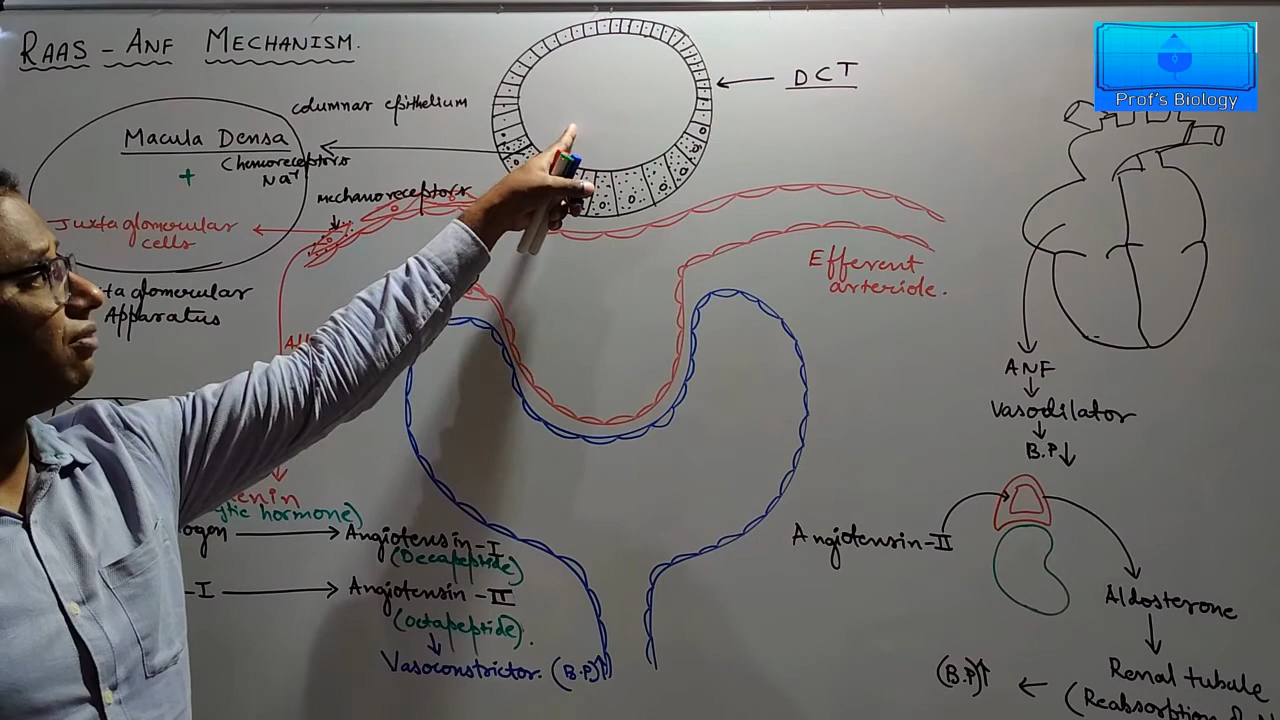 RAAS - ANF MECHANISM.
Prof's Biology
DCT
columnar epithelium
Macula Densa
Chemoreceptors
Na+
+
mechanoreceptors
Juxtaglomerular
cells
Apparatus
Efferent
arteriole.
ANF
Vasodilator
B.P↓
Angiotensin-II
Aldosterone
Renal tubule
(B.P)↑
hormone)
Angiotensin-I
(Decapeptide)
-I
Angiotensin-II
(octapeptide).
Vasoconstrictor. (B.P)↑